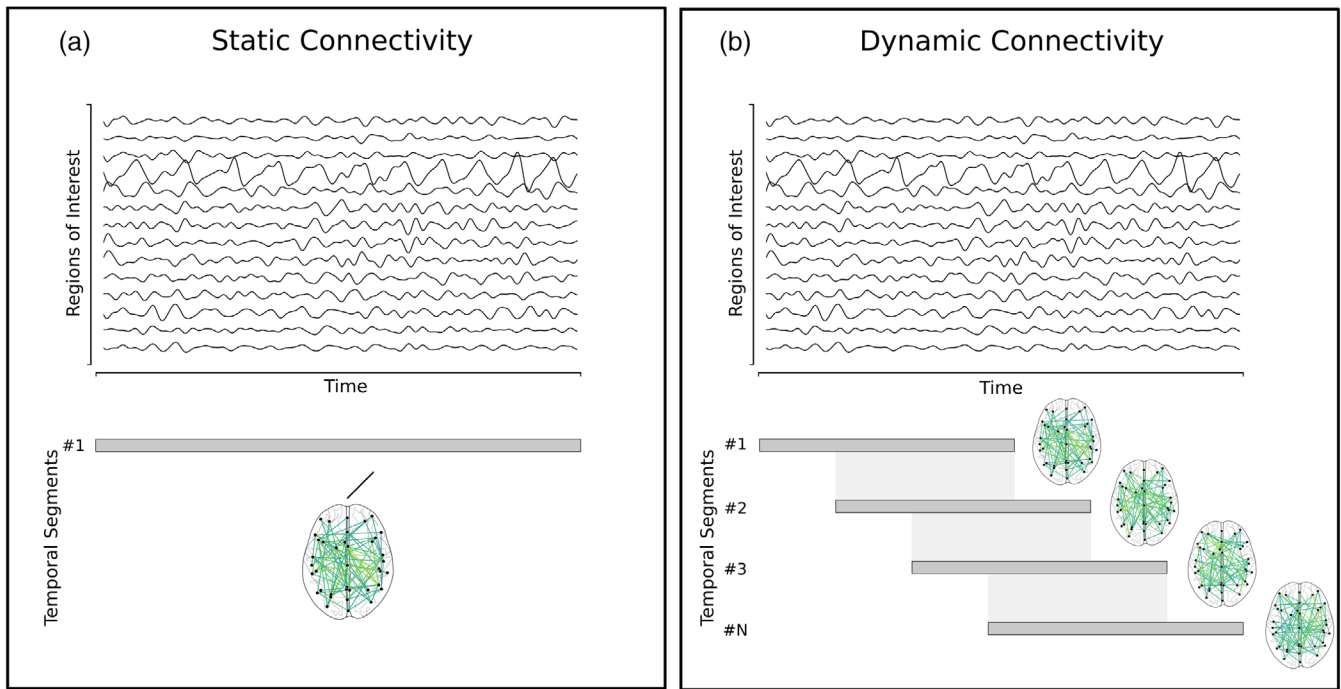 (a)
Static Connectivity
Regions of Interest
Time
Temporal Segments
#1
(b)
Dynamic Connectivity
Regions of Interest
Time
Temporal Segments
#1
#2
#3
#N